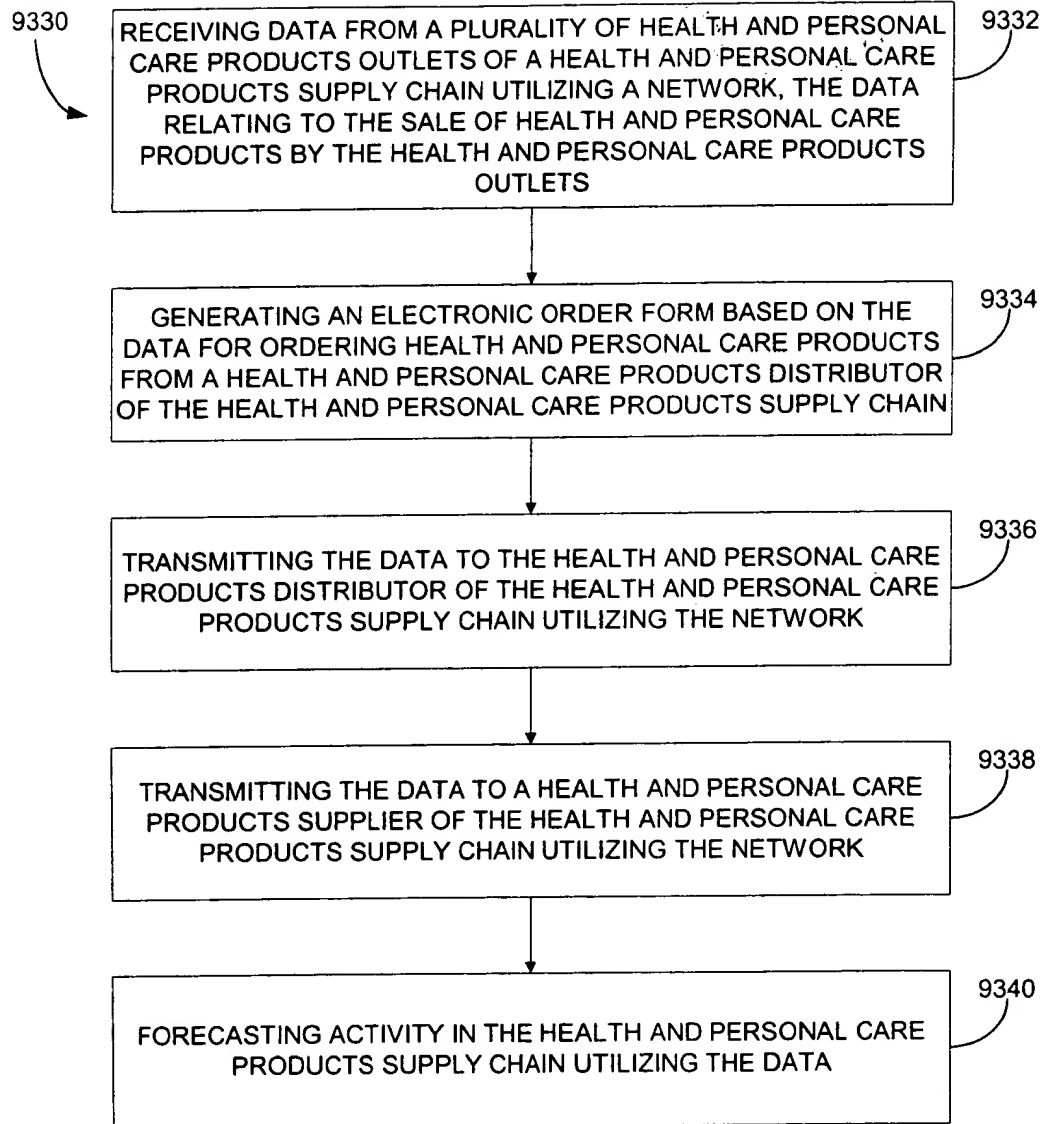 9330
RECEIVING DATA FROM A PLURALITY OF HEALTH AND PERSONAL
CARE PRODUCTS OUTLETS OF A HEALTH AND PERSONAL CARE
PRODUCTS SUPPLY CHAIN UTILIZING A NETWORK, THE DATA
RELATING TO THE SALE OF HEALTH AND PERSONAL CARE
PRODUCTS BY THE HEALTH AND PERSONAL CARE PRODUCTS
OUTLETS
9332
GENERATING AN ELECTRONIC ORDER FORM BASED ON THE
DATA FOR ORDERING HEALTH AND PERSONAL CARE PRODUCTS
FROM A HEALTH AND PERSONAL CARE PRODUCTS DISTRIBUTOR
OF THE HEALTH AND PERSONAL CARE PRODUCTS SUPPLY CHAIN
9334
TRANSMITTING THE DATA TO THE HEALTH AND PERSONAL CARE
PRODUCTS DISTRIBUTOR OF THE HEALTH AND PERSONAL CARE
PRODUCTS SUPPLY CHAIN UTILIZING THE NETWORK
9336
TRANSMITTING THE DATA TO A HEALTH AND PERSONAL CARE
PRODUCTS SUPPLIER OF THE HEALTH AND PERSONAL CARE
PRODUCTS SUPPLY CHAIN UTILIZING THE NETWORK
9338
FORECASTING ACTIVITY IN THE HEALTH AND PERSONAL CARE
PRODUCTS SUPPLY CHAIN UTILIZING THE DATA
9340